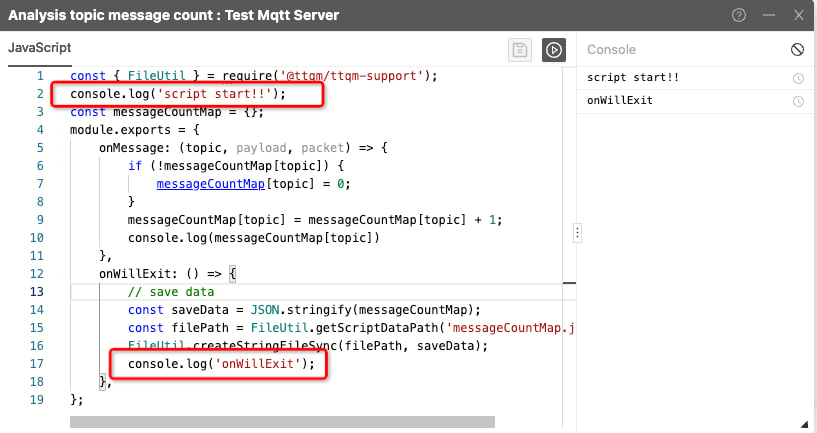 Analysis topic message count : Test Mqtt Server
JavaScript
1 const { FileUtil } = require('@ttqm/ttqm-support');
2 console.log('script start!!');
3 const messageCountMap = {};
4 module.exports = {
5 onMessage: (topic, payload, packet) => {
6 if (!messageCountMap[topic]) {
7 messageCountMap[topic] = 0;
8 }
9 messageCountMap[topic] = messageCountMap[topic] + 1;
10 console.log(messageCountMap[topic])
11 },
12 onWillExit: () => {
13 // save data
14 const saveData = JSON.stringify(messageCountMap);
15 const filePath = FileUtil.getScriptDataPath('messageCountMap.j
16 FileUtil.createStringFileSync(filePath, saveData);
17 console.log('onWillExit');
18 },
19 };
Console
script start!!
onWillExit